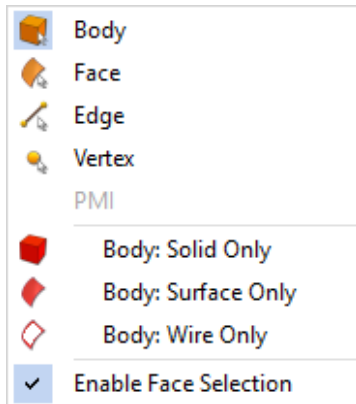 Body
Face
Edge
Vertex
PMI
Body: Solid Only
Body: Surface Only
Body: Wire Only
Enable Face Selection